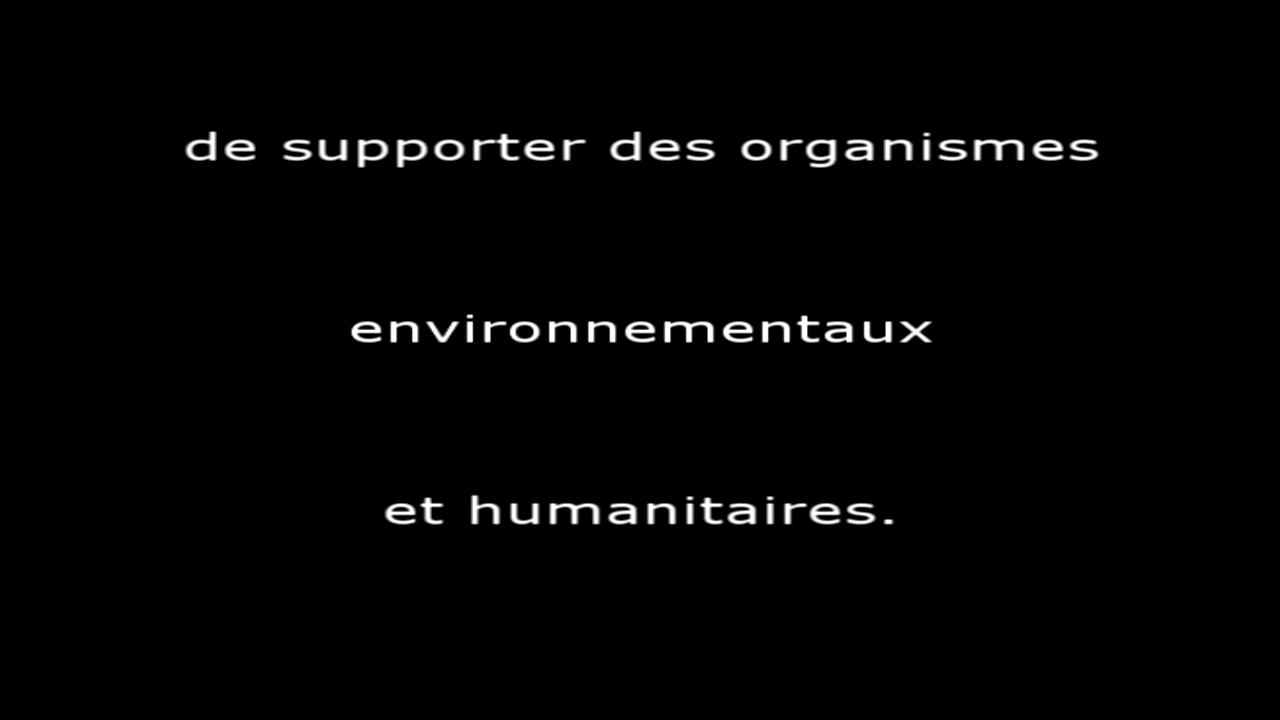 de supporter des organismes
environnementaux
et humanitaires.